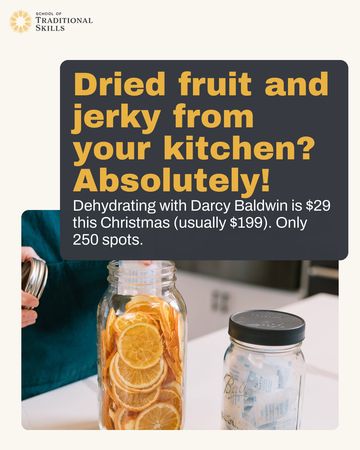 SCHOOL OF
TRADITIONAL
SKILLS
Dried fruit and
jerky from
your kitchen?
Absolutely!
Dehydrating with Darcy Baldwin is $29
this Christmas (usually $199). Only
250 spots.
Ball